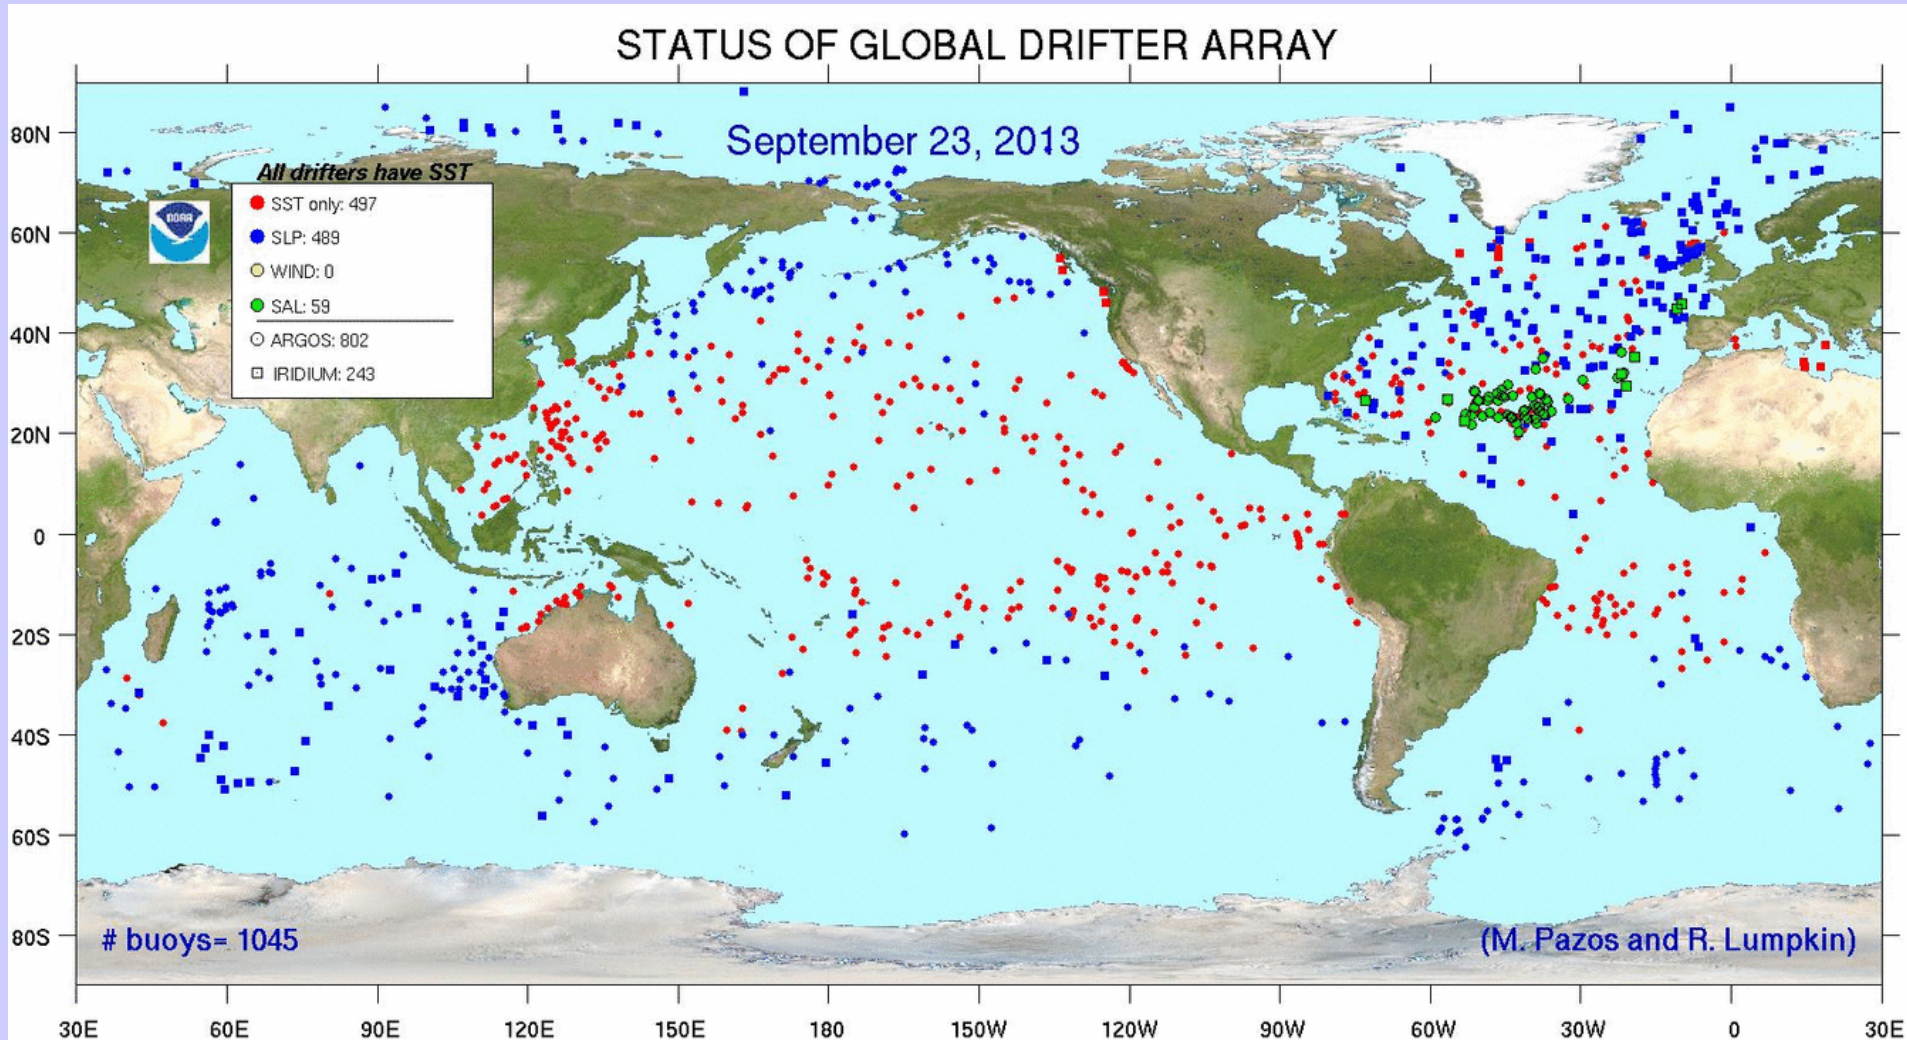 STATUS OF GLOBAL DRIFTER ARRAY
September 23, 2013
All drifters have SST
NOAA
SST only: 497
SLP: 489
WIND: 0
SAL: 59
ARGOS: 802
IRIDIUM: 243
80N
60N
40N
20N
0
20S
40S
60S
80S
# buoys= 1045
(M. Pazos and R. Lumpkin)
30E 60E 90E 120E 150E 180 150W 120W 90W 60W 30W 0 30E